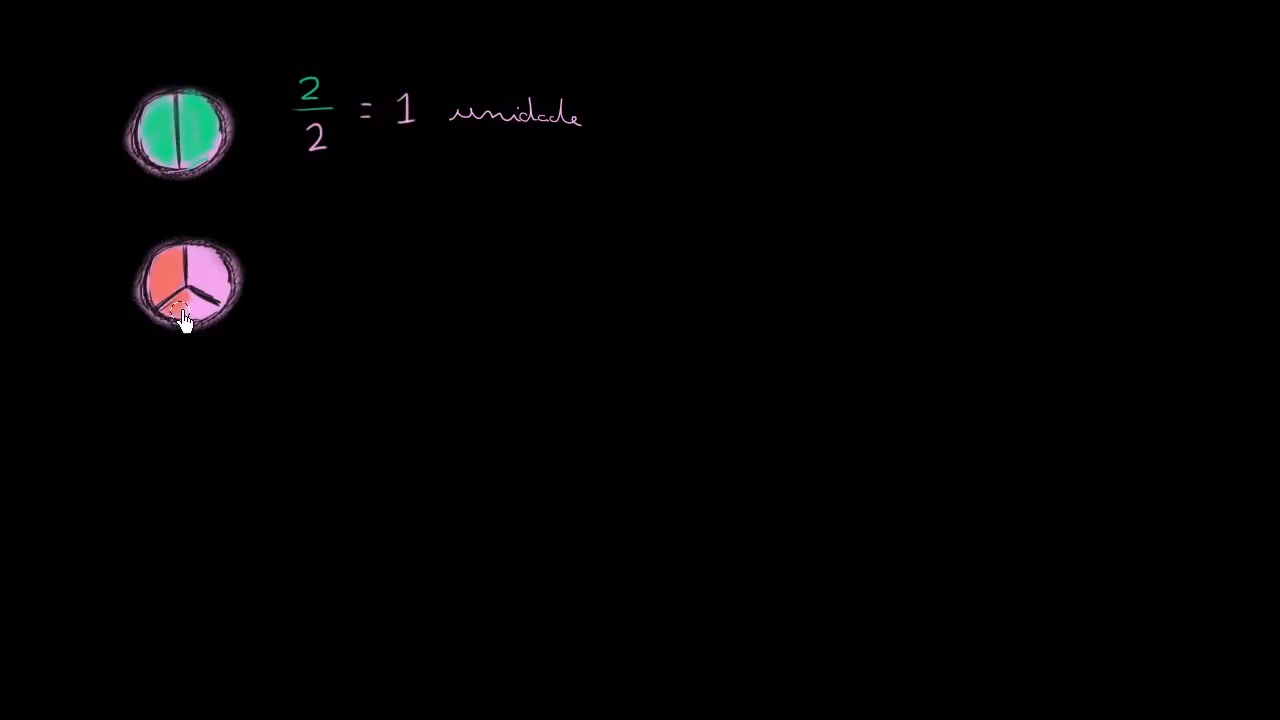 2/2 = 1 unidade